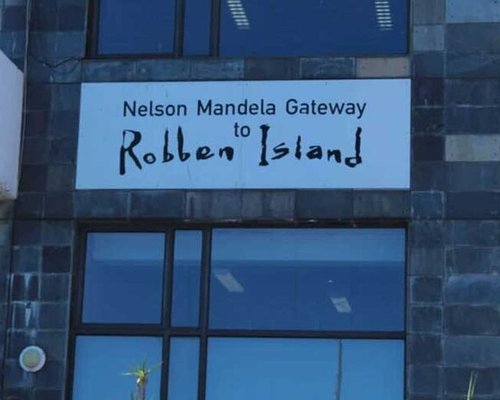 Nelson Mandela Gateway
to
Robben Island